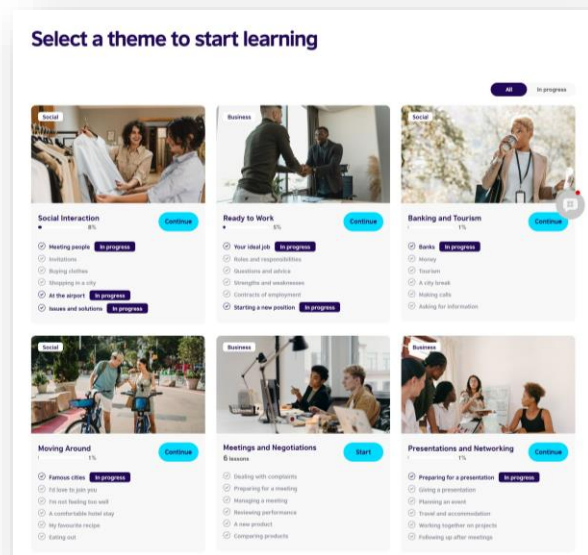 Select a theme to start learning
All
In progress
Social
Social Interaction
8%
Continue
Meeting people In progress
Invitations
Buying clothes
Shopping in a city
At the airport In progress
Issues and solutions In progress
Business
Ready to Work
5%
Continue
Your ideal job In progress
Roles and responsibilities
Questions and advice
Strengths and weaknesses
Contracts of employment
Starting a new position In progress
Social
Banking and Tourism
1%
Continue
Banks In progress
Money
Tourism
A city break
Making calls
Asking for information
Social
Moving Around
1%
Continue
Famous cities In progress
I'd love to join you
I'm not feeling too well
A comfortable hotel stay
My favourite recipe
Eating out
Business
Meetings and Negotiations
6 lessons
Start
Dealing with complaints
Preparing for a meeting
Managing a meeting
Reviewing performance
A new product
Comparing products
Business
Presentations and Networking
1%
Continue
Preparing for a presentation In progress
Giving a presentation
Planning an event
Travel and accommodation
Working together on projects
Following up after meetings